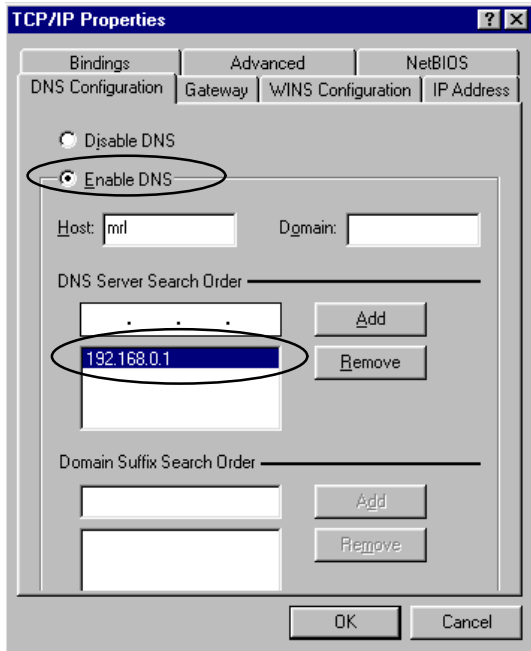 TCP/IP Properties
Bindings Advanced NetBIOS
DNS Configuration Gateway WINS Configuration IP Address
Disable DNS
Enable DNS
Host: mrl Domain:
DNS Server Search Order
. . . Add
192.168.0.1 Remove
Domain Suffix Search Order
Add
Remove
OK Cancel